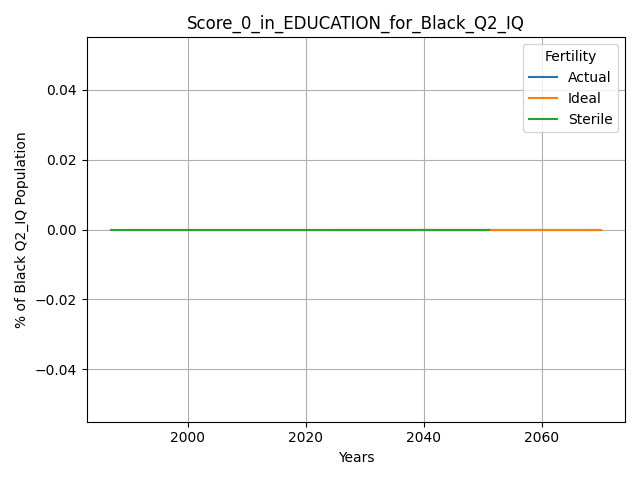 Score_0_in_EDUCATION_for_Black_Q2_IQ
Fertility
Actual
Ideal
Sterile
0.04
0.02
0.00
−0.02
−0.04
% of Black Q2_IQ Population
2000
2020
2040
2060
Years